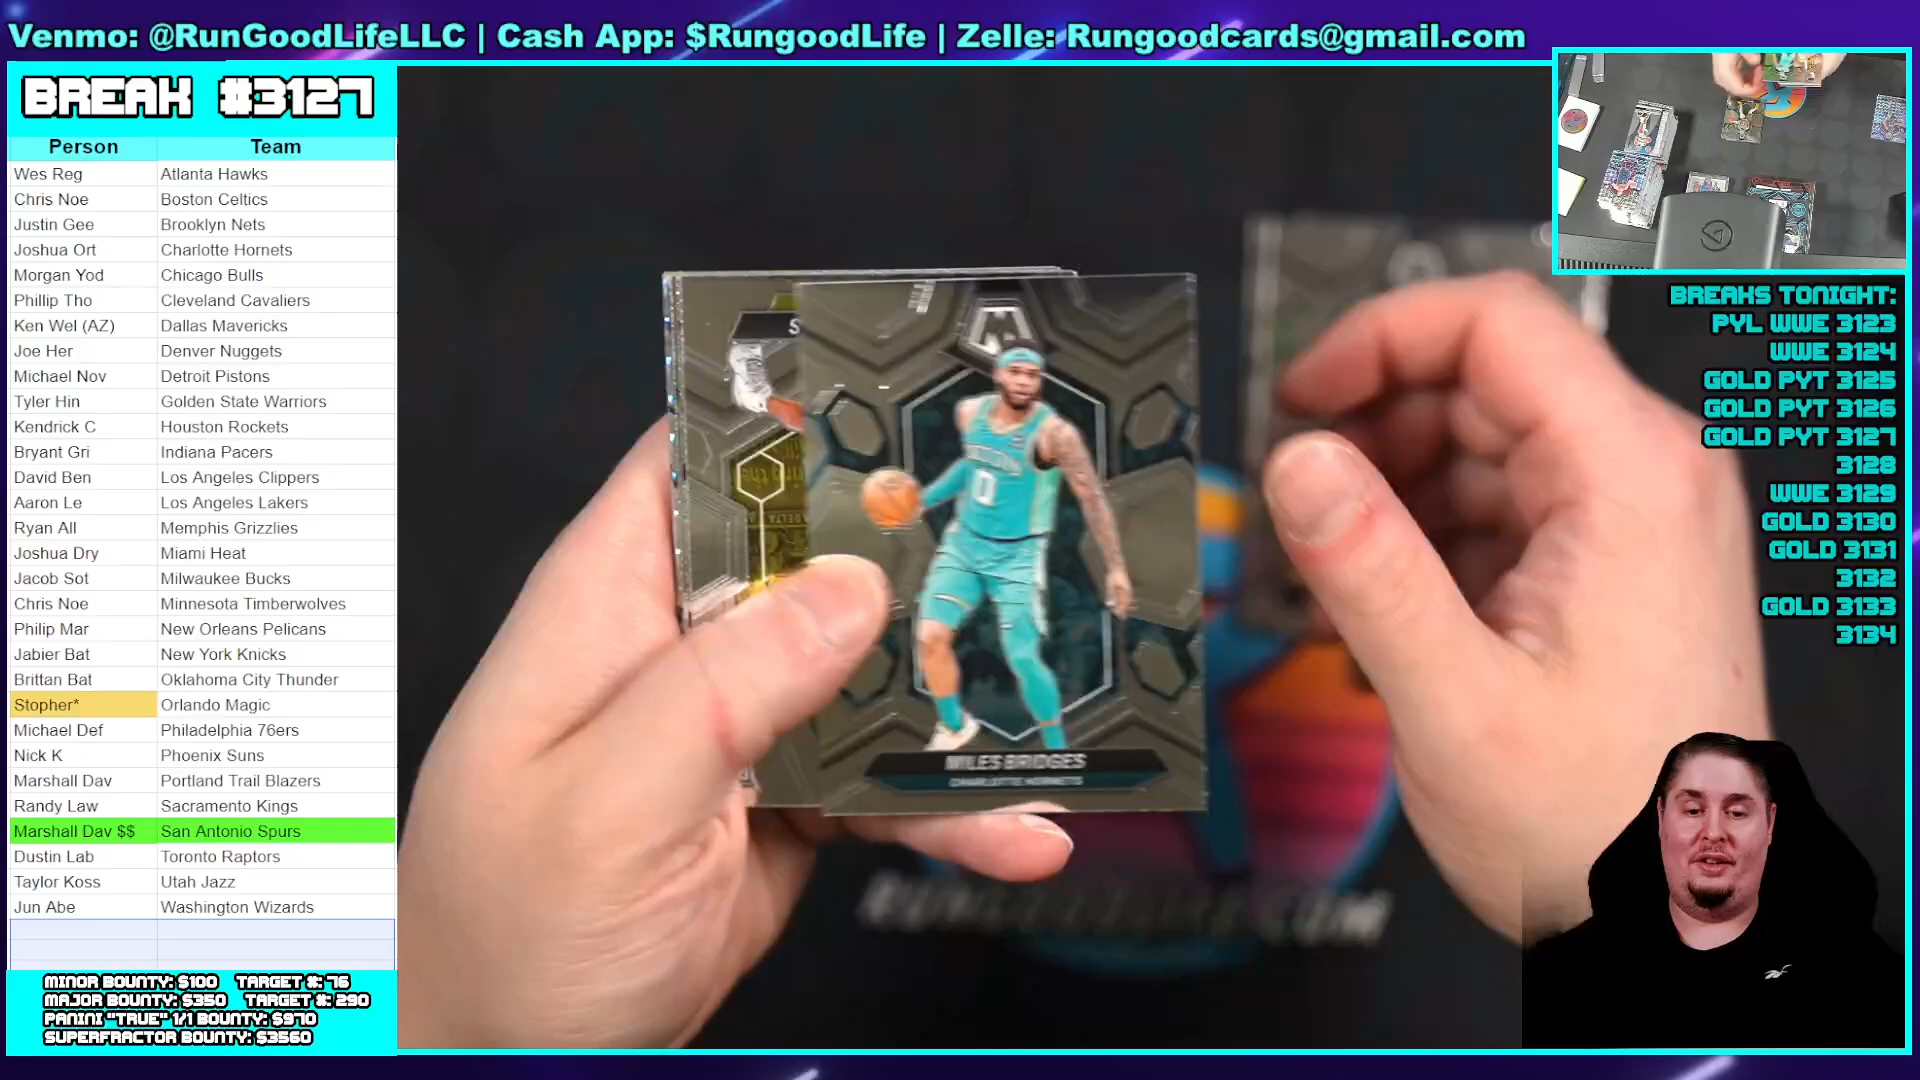 Venmo: @RunGoodLifeLLC | Cash App: $RungoodLife | Zelle: Rungoodcards@gmail.com
BREAK #3127
Person Team
Wes Reg Atlanta Hawks
Chris Noe Boston Celtics
Justin Gee Brooklyn Nets
Joshua Ort Charlotte Hornets
Morgan Yod Chicago Bulls
Phillip Tho Cleveland Cavaliers
Ken Wel (AZ) Dallas Mavericks
Joe Her Denver Nuggets
Michael Nov Detroit Pistons
Tyler Hin Golden State Warriors
Kendrick C Houston Rockets
Bryant Gri Indiana Pacers
David Ben Los Angeles Clippers
Aaron Le Los Angeles Lakers
Ryan All Memphis Grizzlies
Joshua Dry Miami Heat
Jacob Sot Milwaukee Bucks
Chris Noe Minnesota Timberwolves
Philip Mar New Orleans Pelicans
Jabier Bat New York Knicks
Brittan Bat Oklahoma City Thunder
Stopher* Orlando Magic
Michael Def Philadelphia 76ers
Nick K Phoenix Suns
Marshall Dav Portland Trail Blazers
Randy Law Sacramento Kings
Marshall Dav $$ San Antonio Spurs
Dustin Lab Toronto Raptors
Taylor Koss Utah Jazz
Jun Abe Washington Wizards
MINOR BOUNTY: $100 TARGET #: 76
MAJOR BOUNTY: $350 TARGET #: 290
PANINI "TRUE" 1/1 BOUNTY: $970
SUPERFRACTOR BOUNTY: $3560
0
MILES BRIDGES
CHARLOTTE HORNETS
BREAKS TONIGHT:
PYL WWE 3123
WWE 3124
GOLD PYT 3125
GOLD PYT 3126
GOLD PYT 3127
3128
WWE 3129
GOLD 3130
GOLD 3131
3132
GOLD 3133
3134